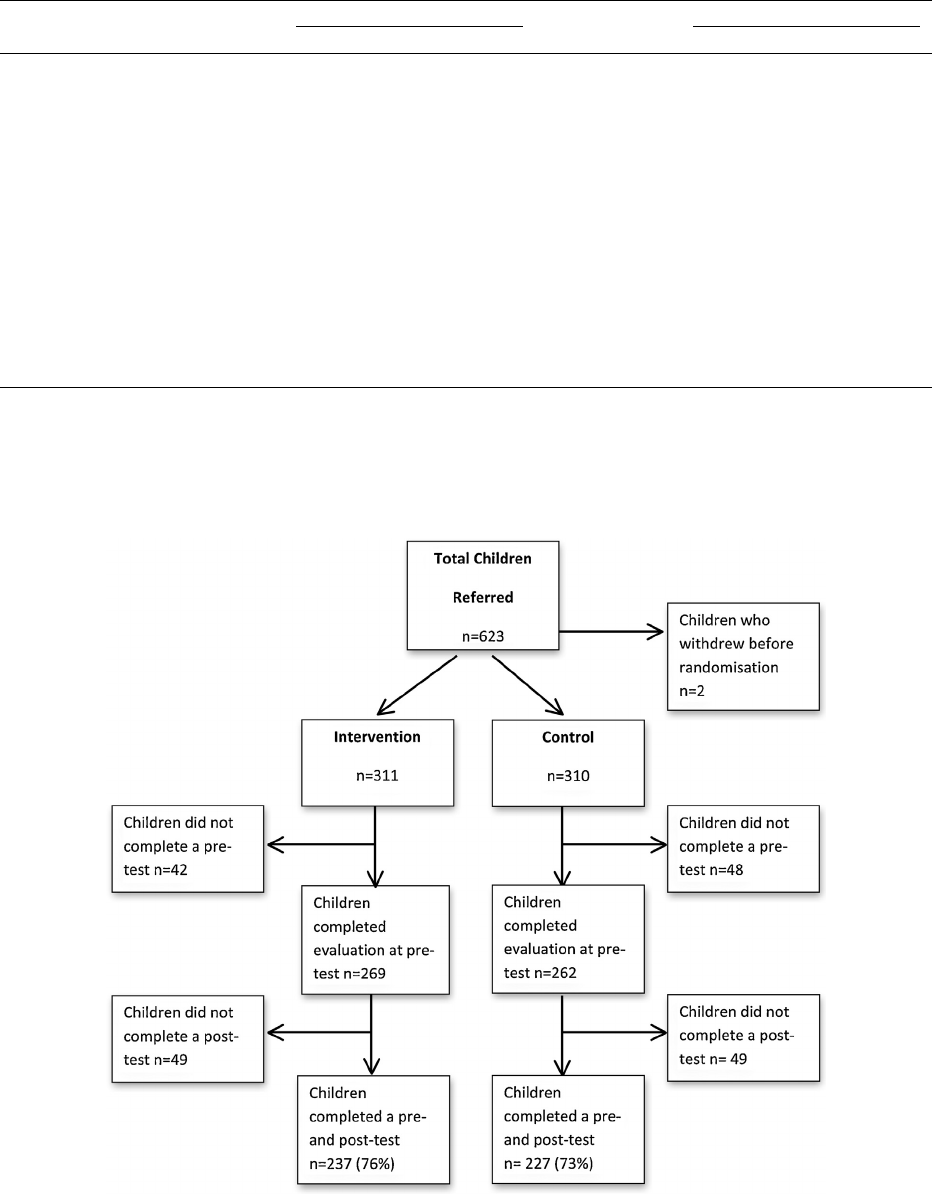 Total Children
Referred
n=623
Children who
withdrew before
randomisation
n=2
Intervention
n=311
Control
n=310
Children did not
complete a pre-
test n=42
Children did not
complete a pre-
test n=48
Children
completed
evaluation at pre-
test n=269
Children
completed
evaluation at pre-
test n=262
Children did not
complete a post-
test n=49
Children did not
complete a post-
test n= 49
Children
completed a pre-
and post-test
n=237 (76%)
Children
completed a pre-
and post-test
n= 227 (73%)